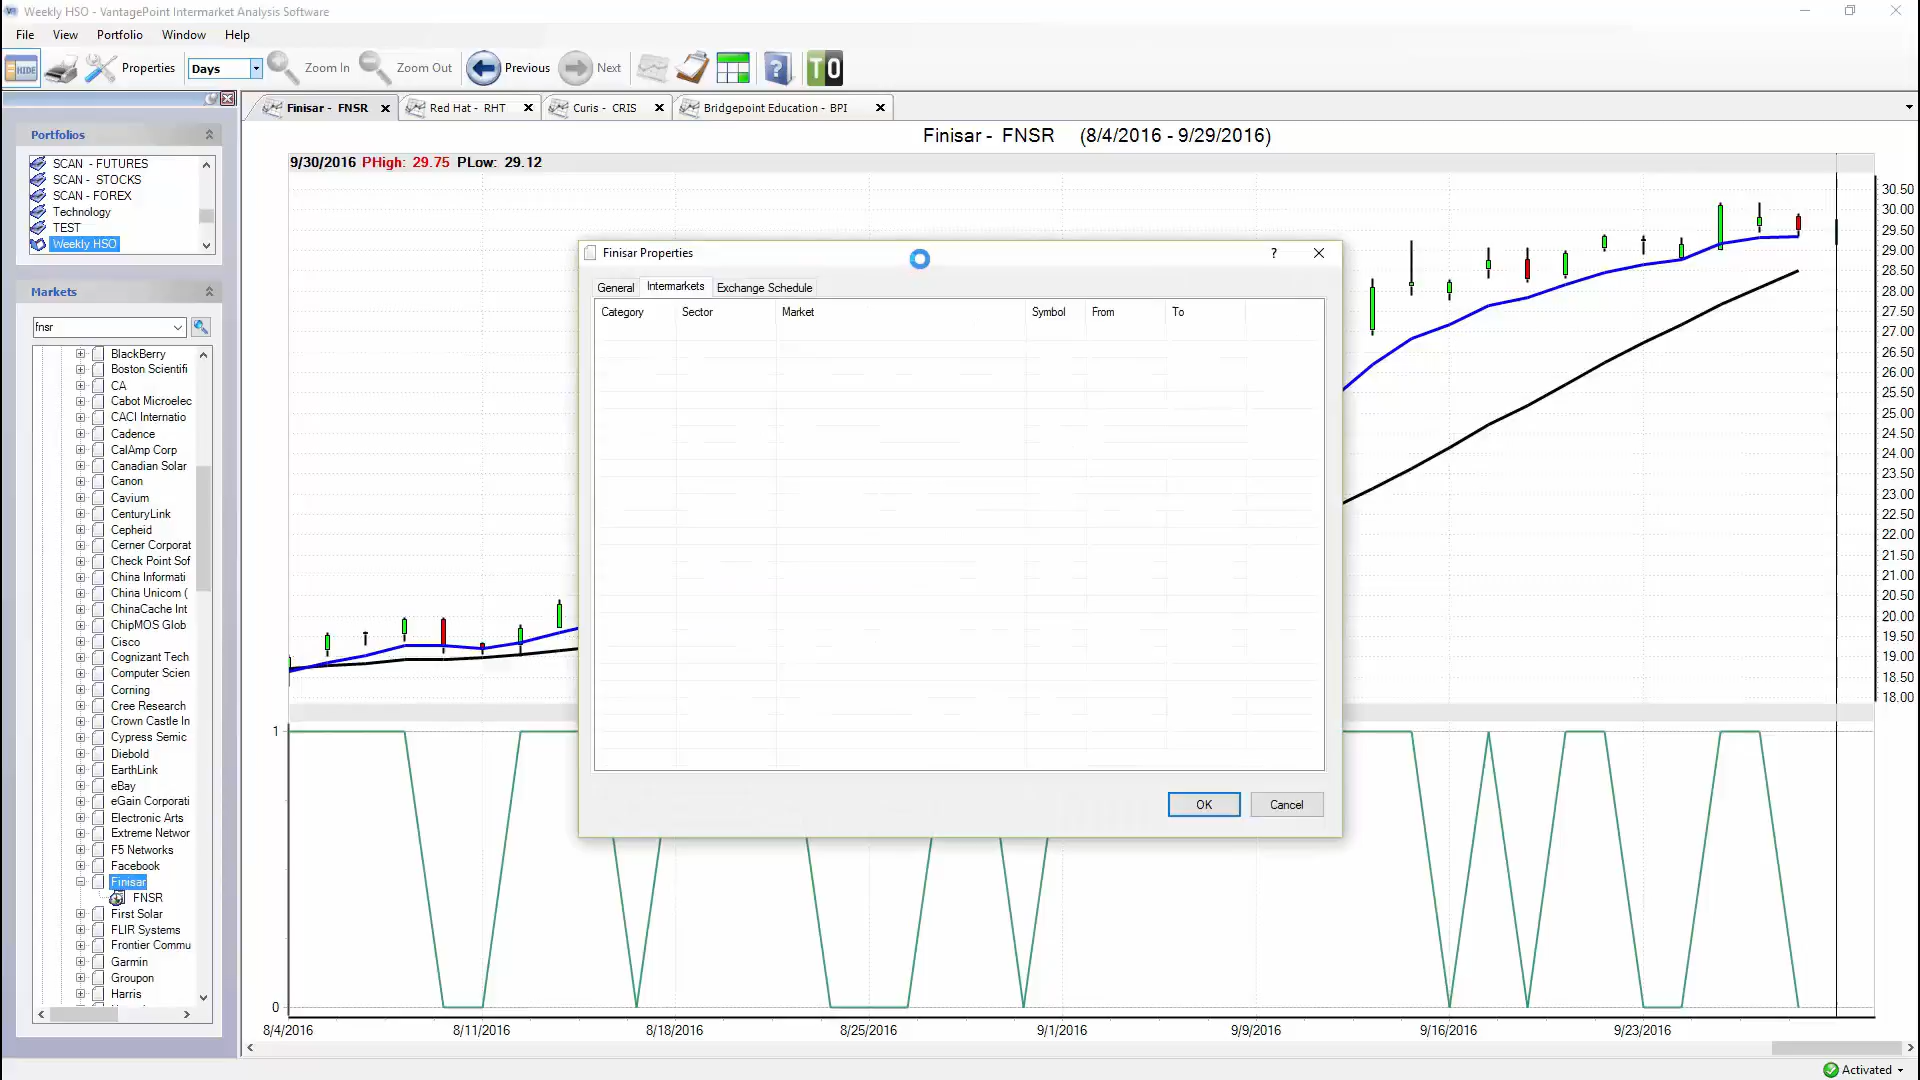 Weekly HSO - VantagePoint Intermarket Analysis Software
File View Portfolio Window Help
HIDE Properties Days Zoom In Zoom Out Previous Next ? TO
Finisar - FNSR Red Hat - RHT Curis - CRIS Bridgepoint Education - BPI
Portfolios
SCAN - FUTURES
SCAN - STOCKS
SCAN - FOREX
Technology
TEST
Weekly HSO
Markets
fnsr
BlackBerry
Boston Scientifi
CA
Cabot Microelec
CACI Internatio
Cadence
CalAmp Corp
Canadian Solar
Canon
Cavium
CenturyLink
Cepheid
Cerner Corporat
Check Point Sof
China Informati
China Unicom (
ChinaCache Int
ChipMOS Glob
Cisco
Cognizant Tech
Computer Scien
Corning
Cree Research
Crown Castle In
Cypress Semic
Diebold
EarthLink
eBay
eGain Corporati
Electronic Arts
Extreme Networ
F5 Networks
Facebook
Finisar
FNSR
First Solar
FLIR Systems
Frontier Commu
Garmin
Groupon
Harris
Finisar - FNSR (8/4/2016 - 9/29/2016)
9/30/2016 PHigh: 29.75 PLow: 29.12
Finisar Properties ?
General Intermarkets Exchange Schedule
Category Sector Market Symbol From To
OK Cancel
30.50
30.00
29.50
29.00
28.50
28.00
27.50
27.00
26.50
26.00
25.50
25.00
24.50
24.00
23.50
23.00
22.50
22.00
21.50
21.00
20.50
20.00
19.50
19.00
18.50
18.00
1
0
8/4/2016 8/11/2016 8/18/2016 8/25/2016 9/1/2016 9/9/2016 9/16/2016 9/23/2016
Activated